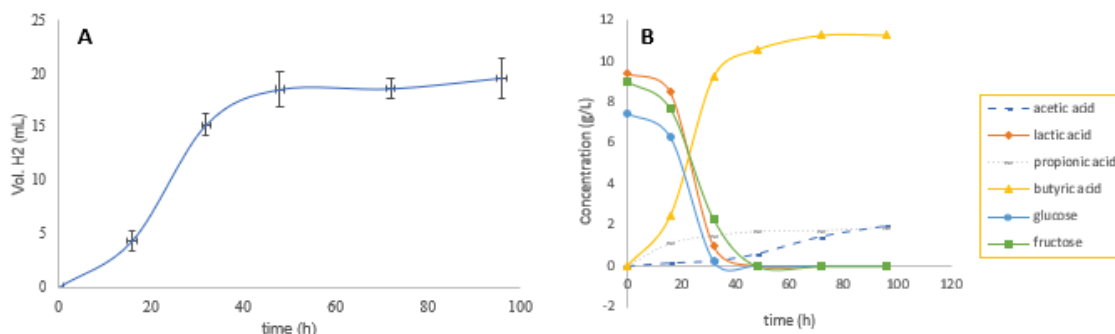 A
Vol. H2 (mL)
25
20
15
10
5
0
0
20
40
60
80
100
time (h)
B
Concentration (g/L)
12
10
8
6
4
2
0
-2
0
20
40
60
80
100
120
time (h)
acetic acid
lactic acid
propionic acid
butyric acid
glucose
fructose